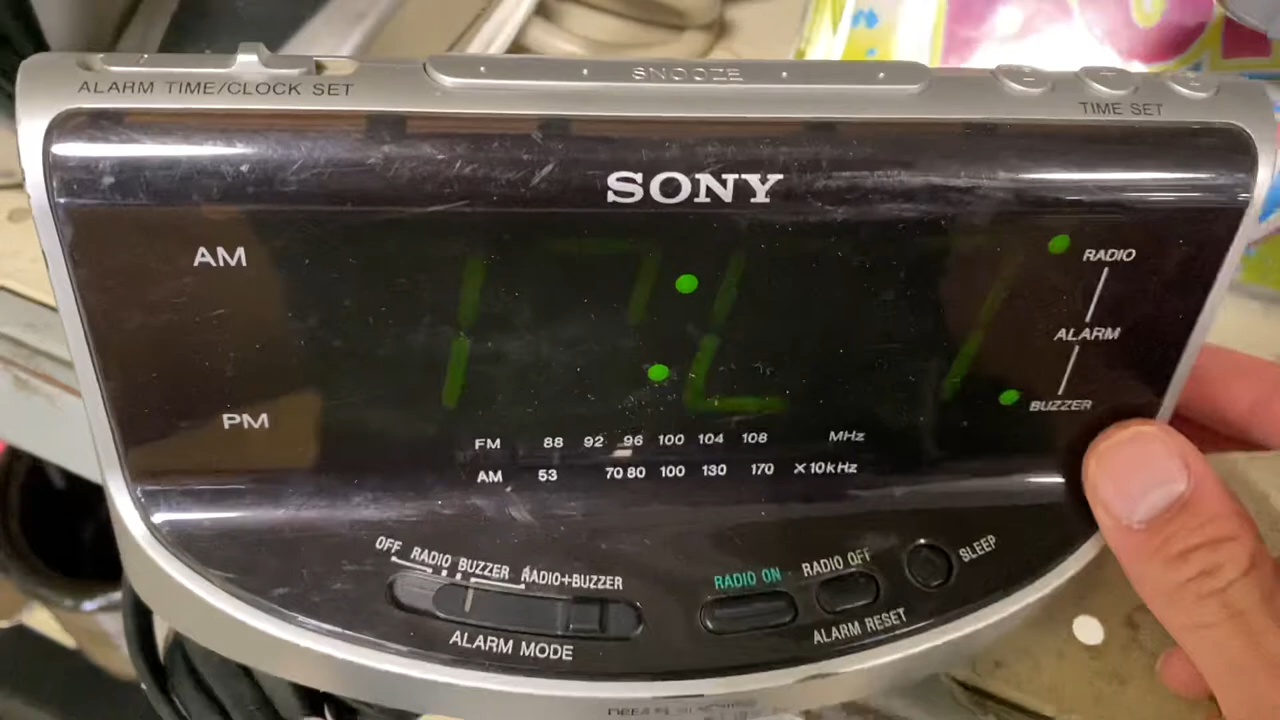 SNOOZE
ALARM TIME/CLOCK SET
TIME SET
SONY
AM
RADIO
ALARM
PM
BUZZER
FM 88 92 96 100 104 108 MHz
AM 53 70 80 100 130 170 X10kHz
OFF RADIO BUZZER RADIO+BUZZER
RADIO ON RADIO OFF SLEEP
ALARM MODE
ALARM RESET